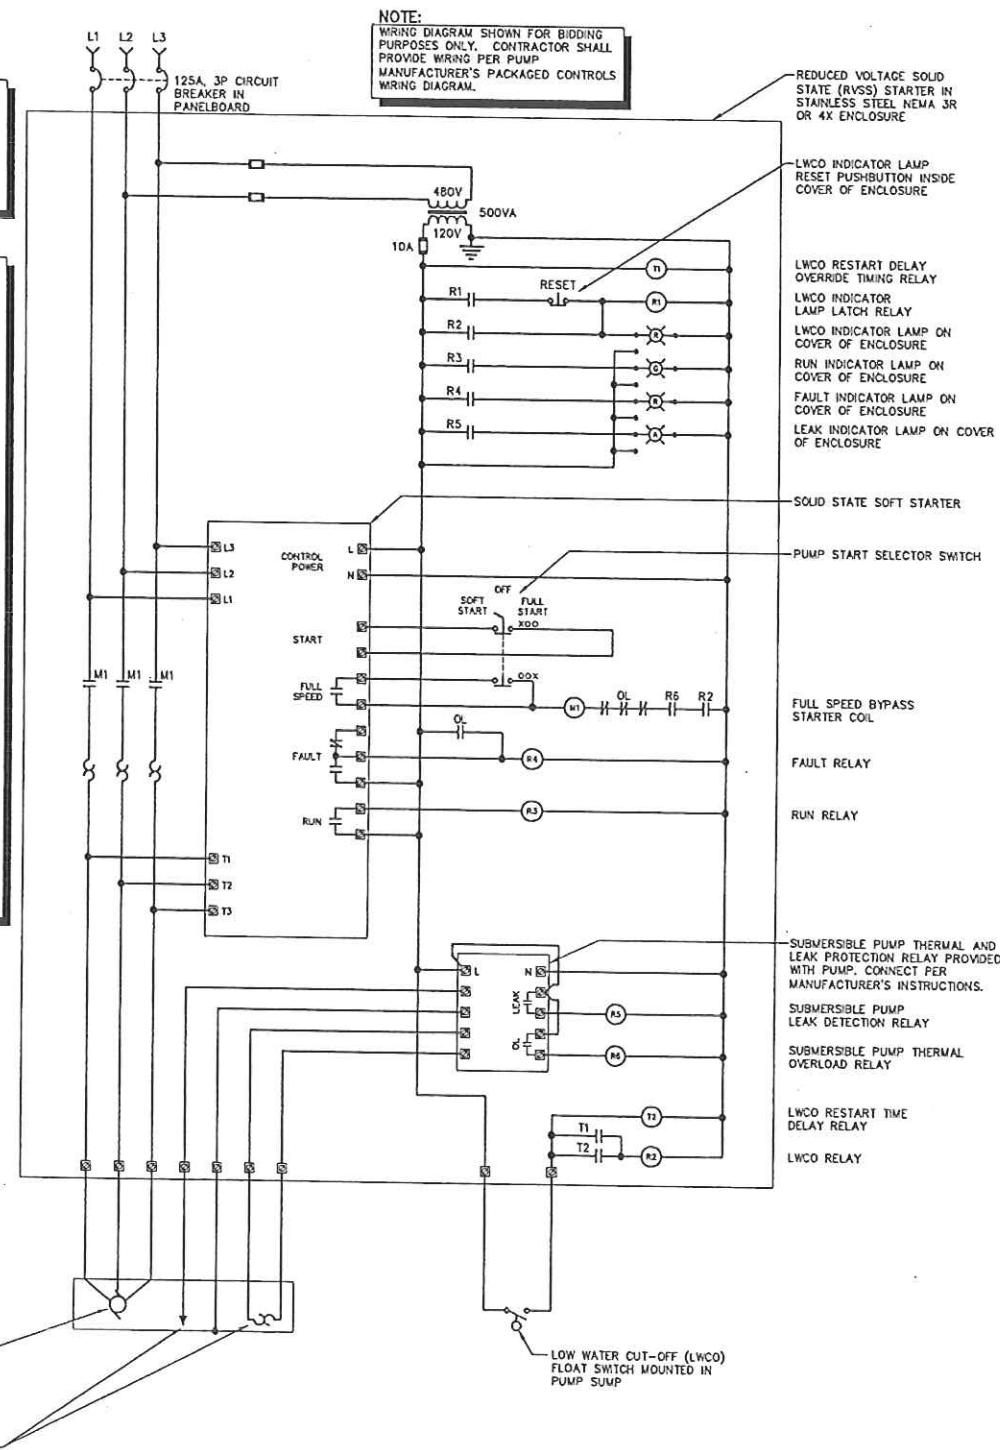 NOTE:
WIRING DIAGRAM SHOWN FOR BIDDING
PURPOSES ONLY. CONTRACTOR SHALL
PROVIDE WIRING PER PUMP
MANUFACTURER'S PACKAGED CONTROLS
WIRING DIAGRAM.
L1 L2 L3
125A, 3P CIRCUIT
BREAKER IN
PANELBOARD
REDUCED VOLTAGE SOLID
STATE (RVSS) STARTER IN
STAINLESS STEEL NEMA 3R
OR 4X ENCLOSURE
LWCO INDICATOR LAMP
RESET PUSHBUTTON INSIDE
COVER OF ENCLOSURE
480V
500VA
120V
10A
T1
LWCO RESTART DELAY
OVERRIDE TIMING RELAY
R1
RESET
R1
LWCO INDICATOR
LAMP LATCH RELAY
R2
R
LWCO INDICATOR LAMP ON
COVER OF ENCLOSURE
R3
G
RUN INDICATOR LAMP ON
COVER OF ENCLOSURE
R4
R
FAULT INDICATOR LAMP ON
COVER OF ENCLOSURE
R5
A
LEAK INDICATOR LAMP ON COVER
OF ENCLOSURE
SOLID STATE SOFT STARTER
L3
L2
L1
CONTROL
POWER
L
N
PUMP START SELECTOR SWITCH
OFF
SOFT
START
FULL
START
XOO
START
OOX
FULL
SPEED
M1 M1 M1
M1
OL
R6
R2
FULL SPEED BYPASS
STARTER COIL
OL
FAULT
R4
FAULT RELAY
RUN
R3
RUN RELAY
T1
T2
T3
SUBMERSIBLE PUMP THERMAL AND
LEAK PROTECTION RELAY PROVIDED
WITH PUMP. CONNECT PER
MANUFACTURER'S INSTRUCTIONS.
L
N
LEAK
R5
SUBMERSIBLE PUMP
LEAK DETECTION RELAY
OL
R6
SUBMERSIBLE PUMP THERMAL
OVERLOAD RELAY
T2
LWCO RESTART TIME
DELAY RELAY
T1
T2
R2
LWCO RELAY
LOW WATER CUT-OFF (LWCO)
FLOAT SWITCH MOUNTED IN
PUMP SUMP